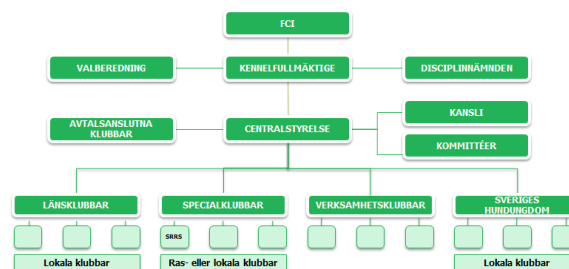 FCI
VALBEREDNING
KENNELFULLMÄKTIGE
DISCIPLINNÄMNDEN
AVTALSANSLUTNA
KLUBBAR
CENTRALSTYRELSE
KANSLI
KOMMITTÉER
LÄNSKLUBBAR
SPECIALKLUBBAR
VERKSAMHETSKLUBBAR
SVERIGES
HUNDUNGDOM
SRRS
Lokala klubbar
Ras- eller lokala klubbar
Lokala klubbar